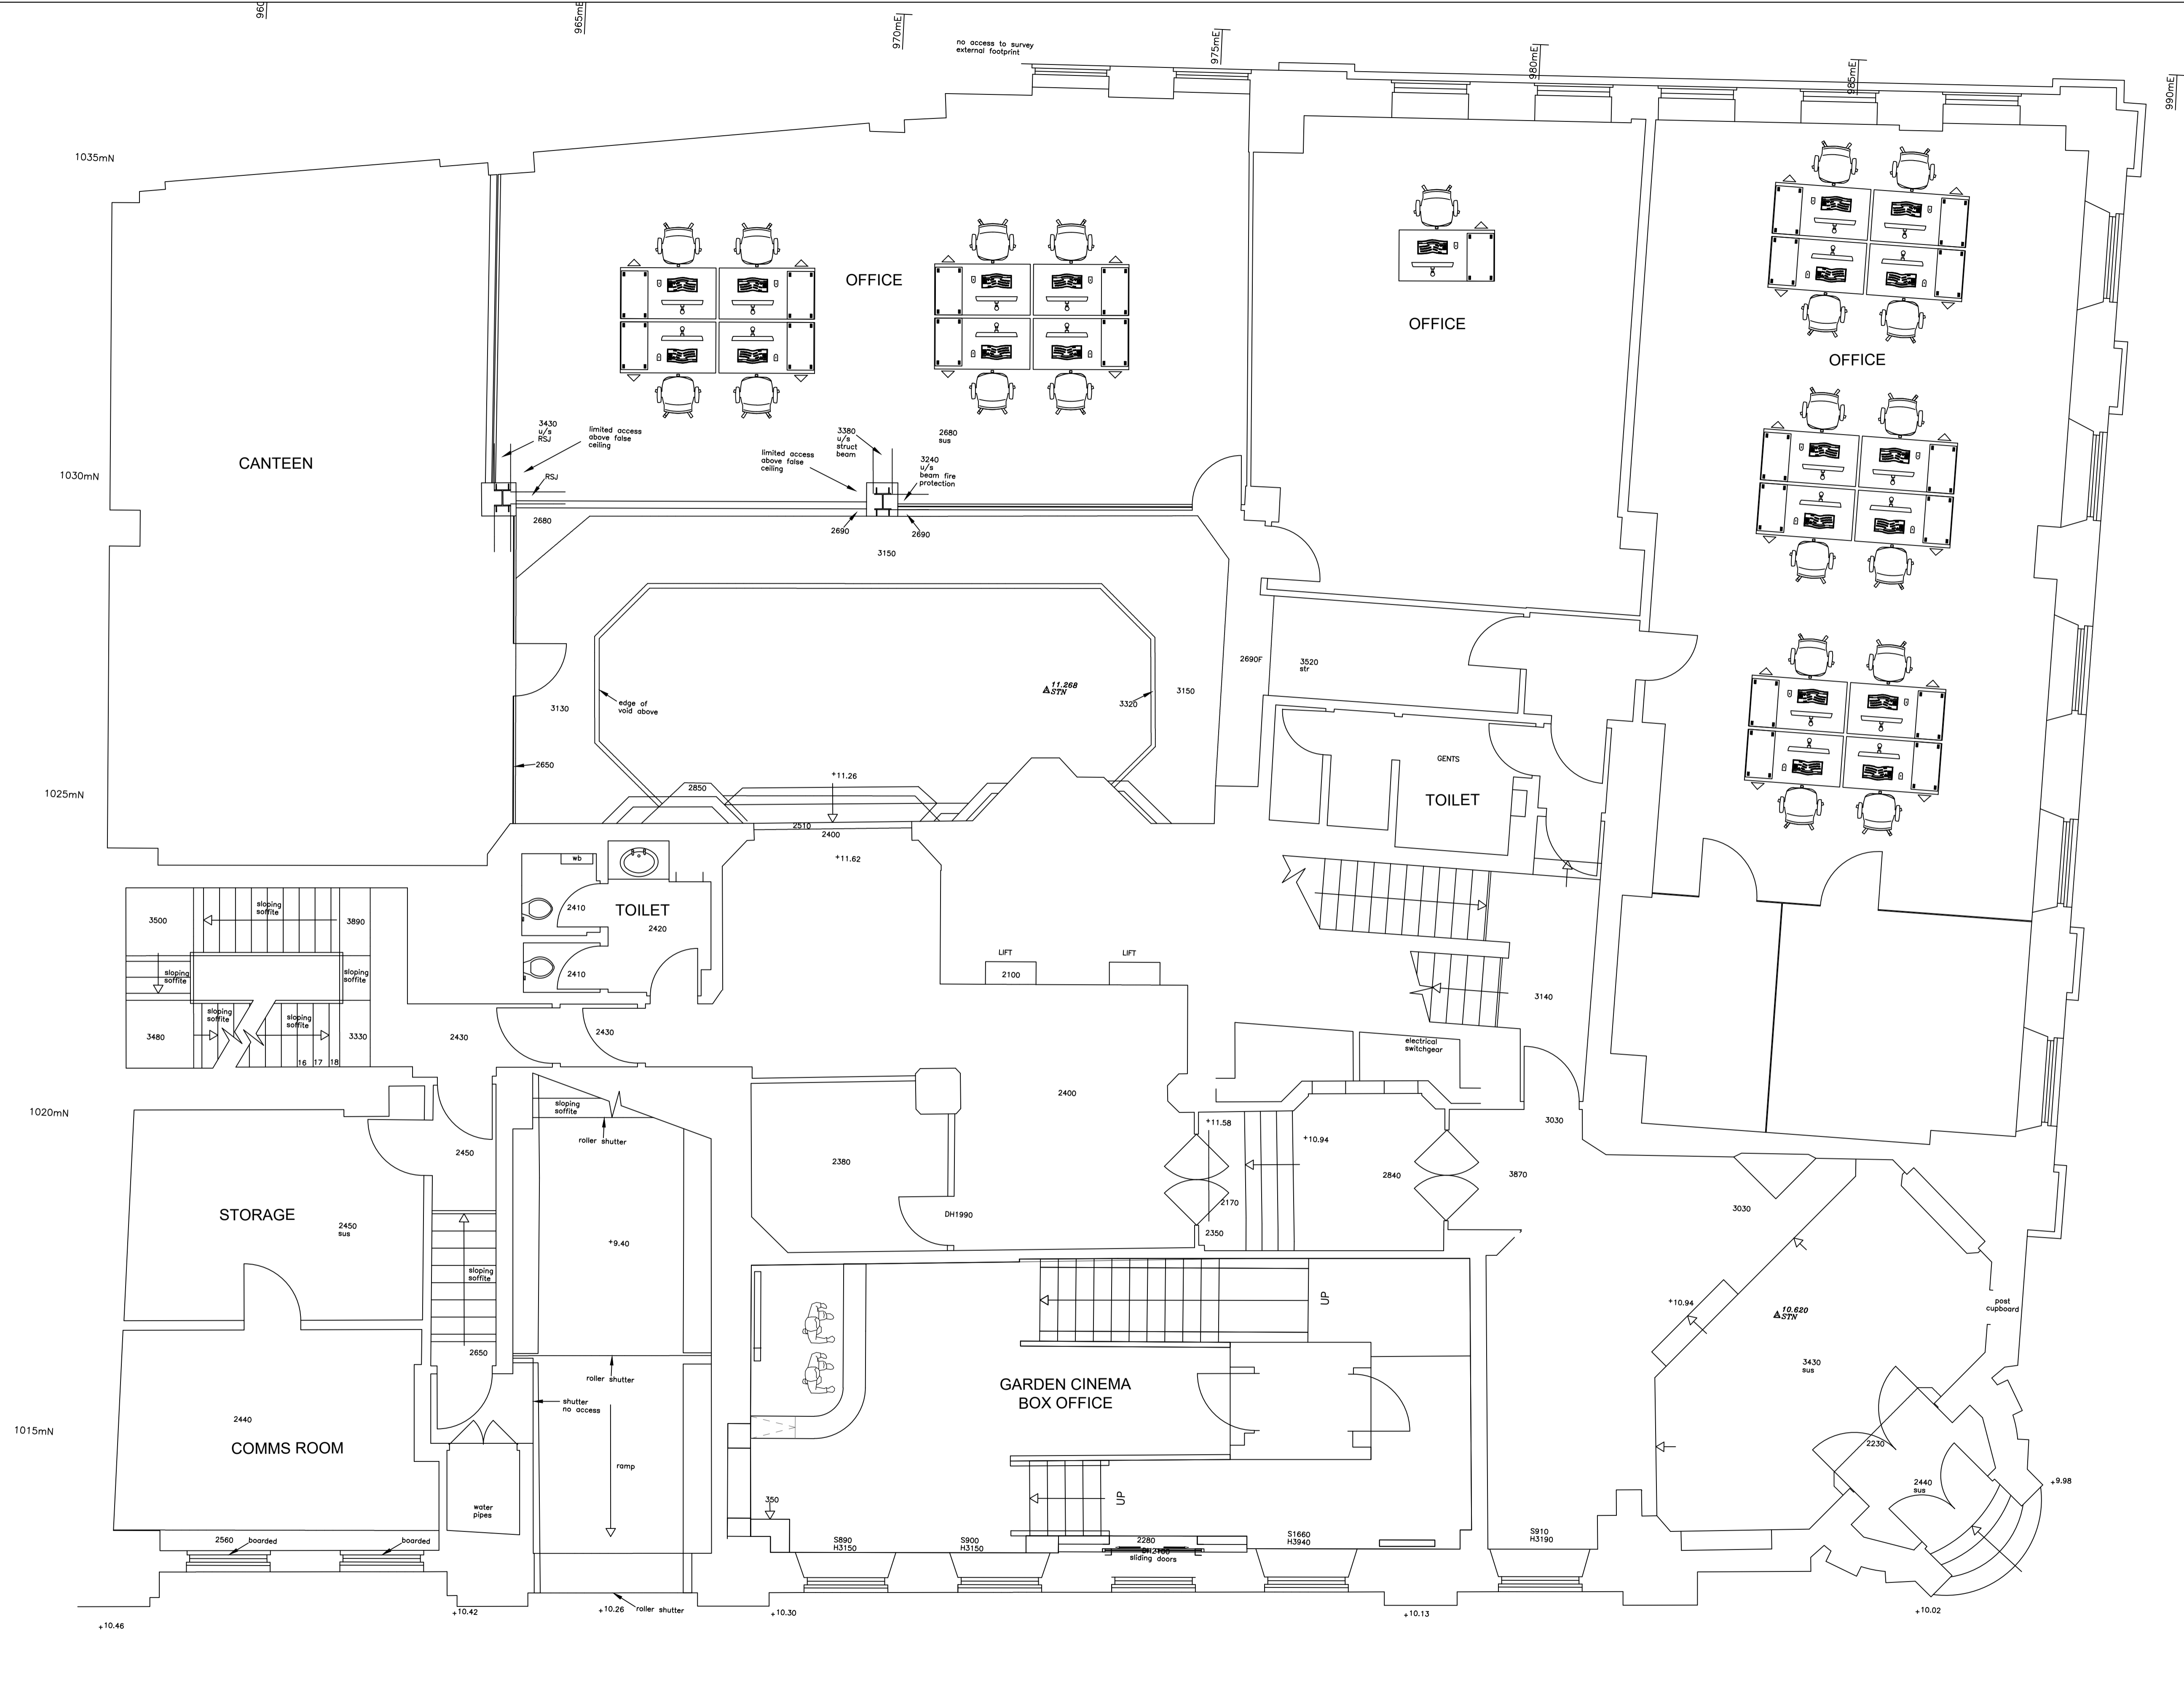 960
965mE
970mE
975mE
980mE
985mE
990mE
no access to survey
external footprint
1035mN
1030mN
1025mN
1020mN
1015mN
CANTEEN
OFFICE
OFFICE
OFFICE
3430
u/s
RSJ
limited access
above false
ceiling
RSJ
limited access
above false
ceiling
3380
u/s
struct
beam
2680
sus
3240
u/s
beam fire
protection
2680
2690
2690
3150
2690F
3520
str
11.268
STN
3150
3320
3130
edge of
void above
2650
2850
+11.26
2510
2400
+11.62
GENTS
TOILET
wb
2410
TOILET
2420
2410
3500
sloping
soffite
3890
sloping
soffite
sloping
soffite
sloping
soffite
sloping
soffite
3480
3330
16
17
18
2430
2430
LIFT
2100
LIFT
3140
electrical
switchgear
2400
sloping
soffite
roller shutter
2450
2380
+11.58
+10.94
3030
2840
3870
2170
2350
DH1990
3030
STORAGE
2450
sus
+9.40
sloping
soffite
2650
roller shutter
shutter
no access
UP
+10.94
10.620
STN
post
cupboard
3430
sus
GARDEN CINEMA
BOX OFFICE
2440
COMMS ROOM
ramp
water
pipes
350
UP
2230
2440
sus
+9.98
2560
boarded
boarded
S890
H3150
S900
H3150
2280
DH2100
sliding doors
S1660
H3940
S910
H3190
roller shutter
+10.46
+10.42
+10.26
+10.30
+10.13
+10.02